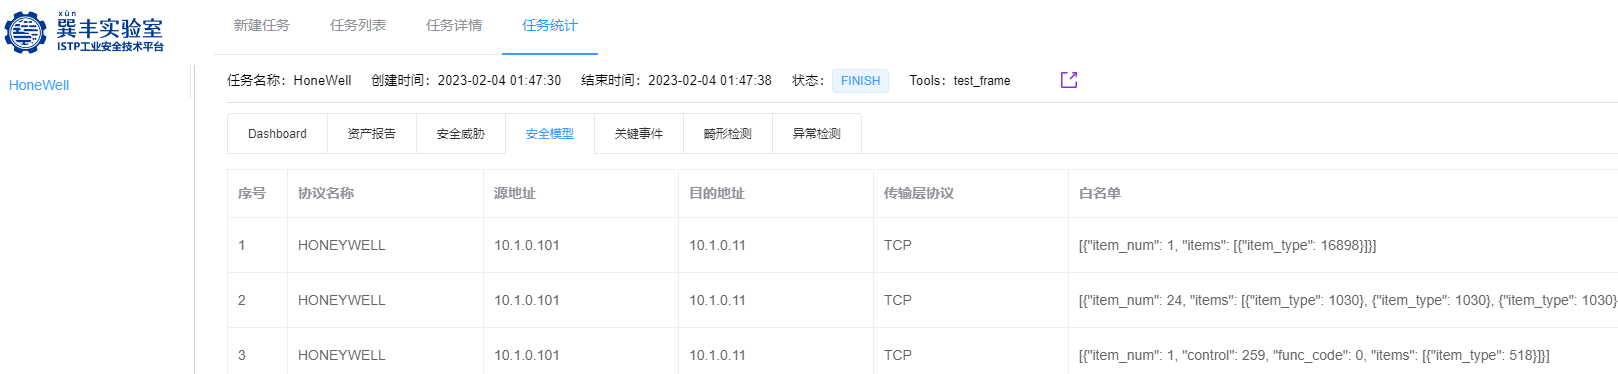 xùn
巽丰实验室
ISTP工业安全技术平台
新建任务 任务列表 任务详情 任务统计
HoneWell
任务名称：HoneWell 创建时间：2023-02-04 01:47:30 结束时间：2023-02-04 01:47:38 状态： FINISH Tools：test_frame
Dashboard 资产报告 安全威胁 安全模型 关键事件 畸形检测 异常检测
序号 协议名称 源地址 目的地址 传输层协议 白名单
1 HONEYWELL 10.1.0.101 10.1.0.11 TCP [{"item_num": 1, "items": [{"item_type": 16898}]}]
2 HONEYWELL 10.1.0.101 10.1.0.11 TCP [{"item_num": 24, "items": [{"item_type": 1030}, {"item_type": 1030}, {"item_type": 1030}
3 HONEYWELL 10.1.0.101 10.1.0.11 TCP [{"item_num": 1, "control": 259, "func_code": 0, "items": [{"item_type": 518}]}]